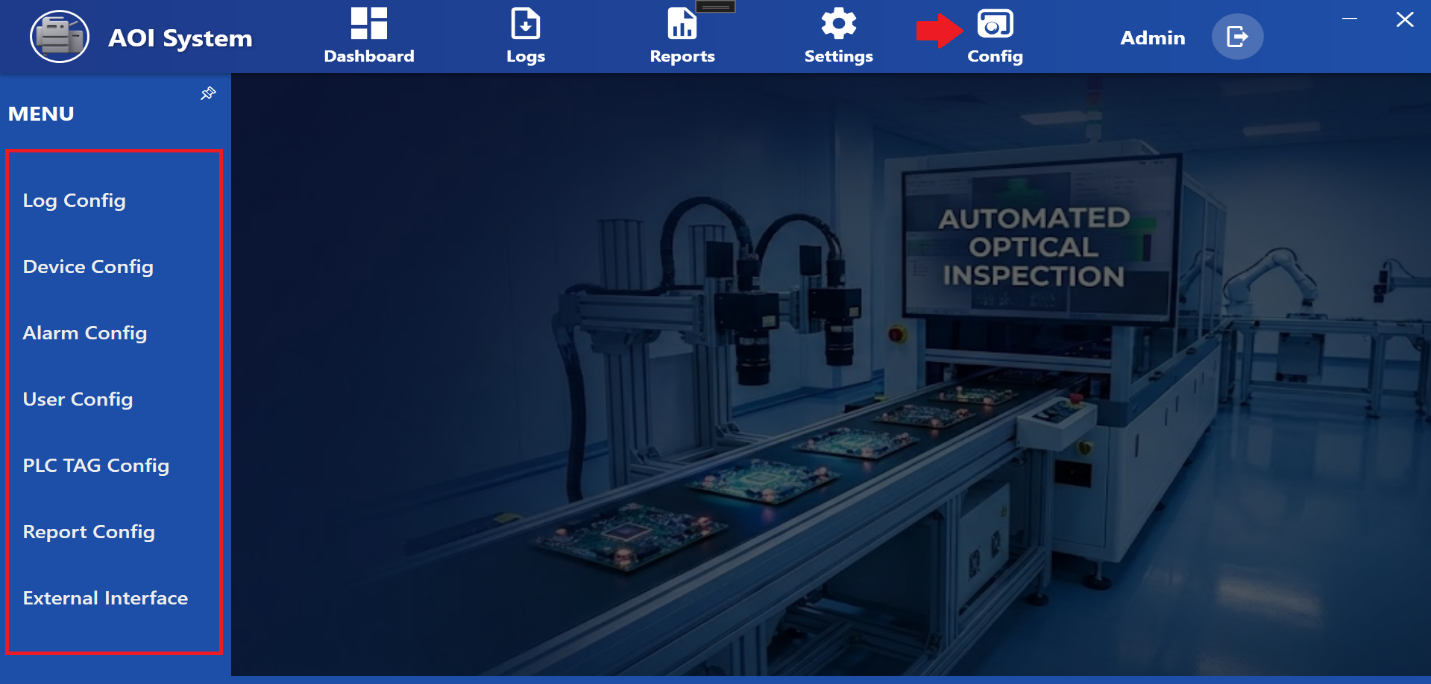 AOI System
Dashboard
Logs
Reports
Settings
Config
Admin
MENU
Log Config
Device Config
Alarm Config
User Config
PLC TAG Config
Report Config
External Interface
AUTOMATED
OPTICAL
INSPECTION